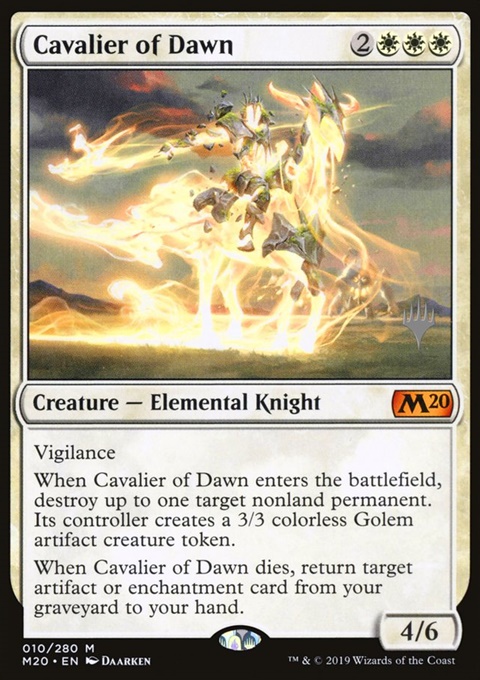 Cavalier of Dawn 2
Creature — Elemental Knight M20
Vigilance
When Cavalier of Dawn enters the battlefield,
destroy up to one target nonland permanent.
Its controller creates a 3/3 colorless Golem
artifact creature token.
When Cavalier of Dawn dies, return target
artifact or enchantment card from your
graveyard to your hand.
4/6
010/280 M
M20 • EN DAARKEN ™ & © 2019 Wizards of the Coast